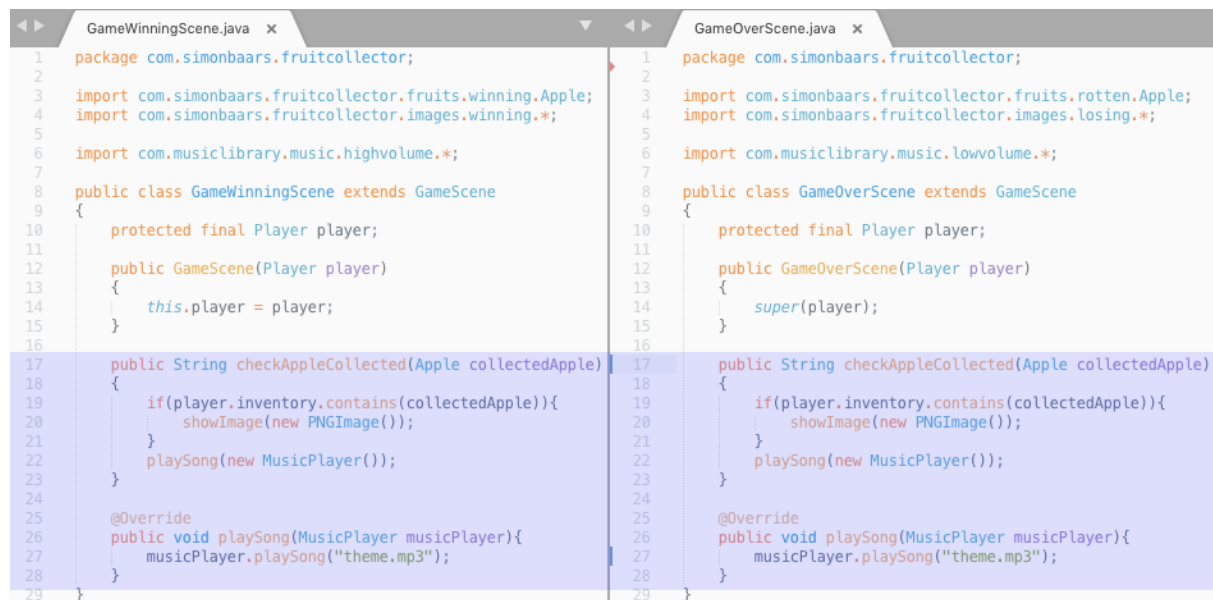 GameWinningScene.java ×
1 package com.simonbaars.fruitcollector;
2
3 import com.simonbaars.fruitcollector.fruits.winning.Apple;
4 import com.simonbaars.fruitcollector.images.winning.*;
5
6 import com.musiclibrary.music.highvolume.*;
7
8 public class GameWinningScene extends GameScene
9 {
10 protected final Player player;
11
12 public GameScene(Player player)
13 {
14 this.player = player;
15 }
16
17 public String checkAppleCollected(Apple collectedApple)
18 {
19 if(player.inventory.contains(collectedApple)){
20 showImage(new PNGImage());
21 }
22 playSong(new MusicPlayer());
23 }
24
25 @Override
26 public void playSong(MusicPlayer musicPlayer){
27 musicPlayer.playSong("theme.mp3");
28 }
29 }
GameOverScene.java ×
1 package com.simonbaars.fruitcollector;
2
3 import com.simonbaars.fruitcollector.fruits.rotten.Apple;
4 import com.simonbaars.fruitcollector.images.losing.*;
5
6 import com.musiclibrary.music.lowvolume.*;
7
8 public class GameOverScene extends GameScene
9 {
10 protected final Player player;
11
12 public GameOverScene(Player player)
13 {
14 super(player);
15 }
16
17 public String checkAppleCollected(Apple collectedApple)
18 {
19 if(player.inventory.contains(collectedApple)){
20 showImage(new PNGImage());
21 }
22 playSong(new MusicPlayer());
23 }
24
25 @Override
26 public void playSong(MusicPlayer musicPlayer){
27 musicPlayer.playSong("theme.mp3");
28 }
29 }